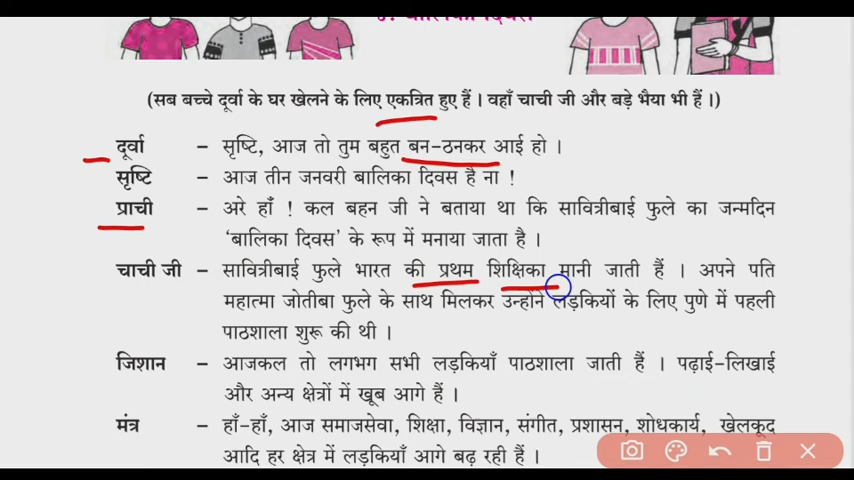 (सब बच्चे दूर्वा के घर खेलने के लिए एकत्रित हुए हैं । वहाँ चाची जी और बड़े भैया भी हैं ।)
दूर्वा – सृष्टि, आज तो तुम बहुत बन-ठनकर आई हो ।
सृष्टि – आज तीन जनवरी बालिका दिवस है ना !
प्राची – अरे हाँ ! कल बहन जी ने बताया था कि सावित्रीबाई फुले का जन्मदिन
'बालिका दिवस' के रूप में मनाया जाता है ।
चाची जी – सावित्रीबाई फुले भारत की प्रथम शिक्षिका मानी जाती हैं । अपने पति
महात्मा जोतीबा फुले के साथ मिलकर उन्होंने लड़कियों के लिए पुणे में पहली
पाठशाला शुरू की थी ।
जिशान – आजकल तो लगभग सभी लड़कियाँ पाठशाला जाती हैं । पढ़ाई-लिखाई
और अन्य क्षेत्रों में खूब आगे हैं ।
मंत्र – हाँ-हाँ, आज समाजसेवा, शिक्षा, विज्ञान, संगीत, प्रशासन, शोधकार्य, खेलकूद
आदि हर क्षेत्र में लड़कियाँ आगे बढ़ रही हैं ।